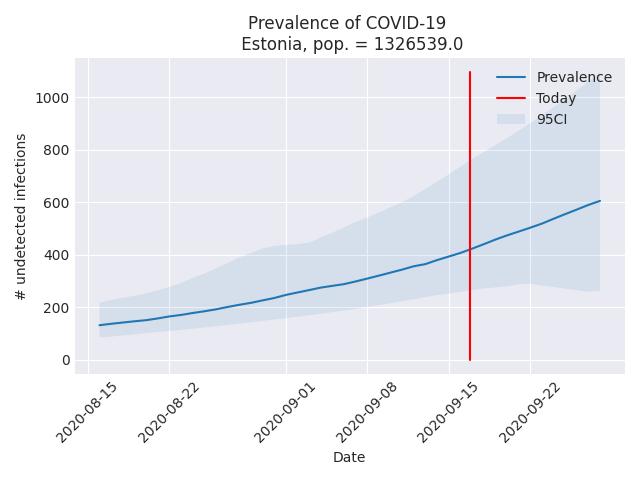 Prevalence of COVID-19
Estonia, pop. = 1326539.0
Prevalence
Today
95CI
# undetected infections
1000
800
600
400
200
0
2020-08-15
2020-08-22
2020-09-01
2020-09-08
2020-09-15
2020-09-22
Date